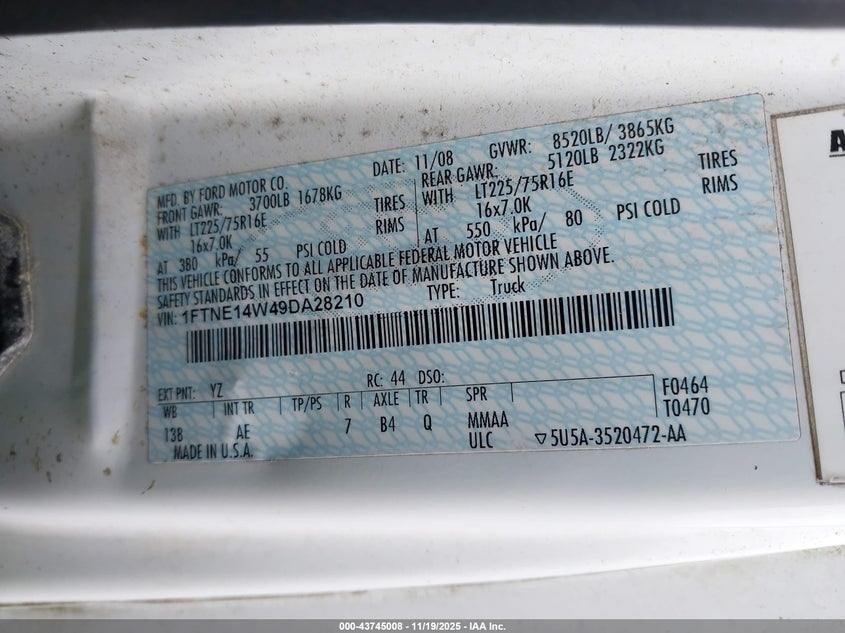 MFD. BY FORD MOTOR CO.
DATE: 11/08 GVWR: 8520LB/ 3865KG
FRONT GAWR: 3700LB 1678KG
REAR GAWR: 5120LB 2322KG
WITH LT225/75R16E TIRES
WITH LT225/75R16E TIRES
16x7.0K RIMS
16x7.0K RIMS
AT 380 kPa/ 55 PSI COLD
AT 550 kPa/ 80 PSI COLD
THIS VEHICLE CONFORMS TO ALL APPLICABLE FEDERAL MOTOR VEHICLE
SAFETY STANDARDS IN EFFECT ON THE DATE OF MANUFACTURE SHOWN ABOVE.
VIN: 1FTNE14W49DA28210 TYPE: Truck
EXT PNT: YZ RC: 44 DSO:
WB INT TR TP/PS R AXLE TR SPR F0464
138 AE 7 B4 Q MMAA T0470
MADE IN U.S.A. ULC ▽5U5A-3520472-AA
000-43745008 - 11/19/2025 - IAA Inc.